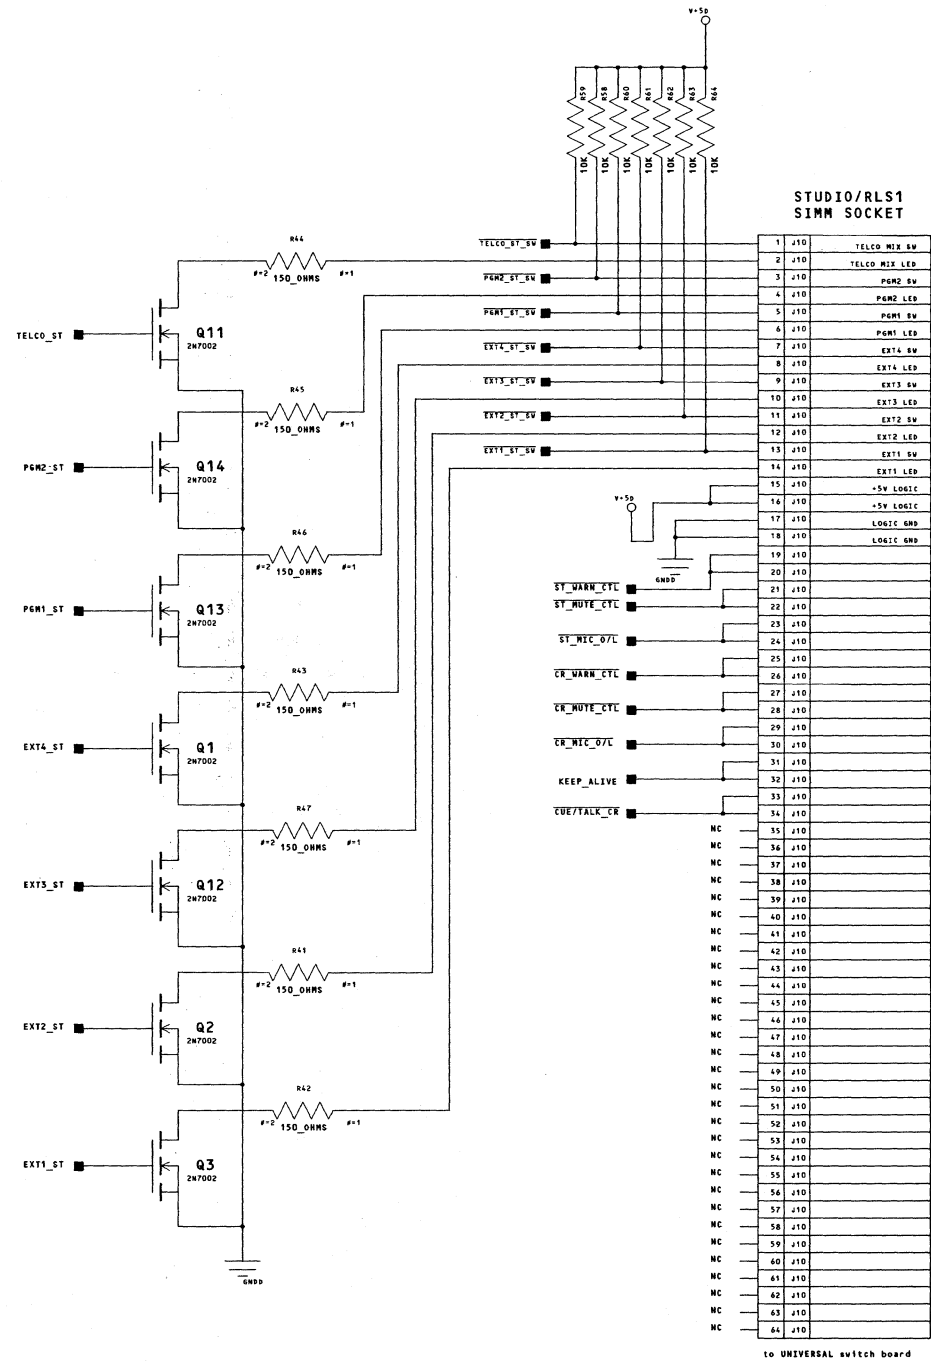 V+5D
R59 R58 R60 R61 R62 R63 R64
10K 10K 10K 10K 10K 10K 10K
STUDIO/RLS1
SIMM SOCKET
TELCO_ST_SW
1 J10 TELCO MIX SW
2 J10 TELCO MIX LED
PGM2_ST_SW
3 J10 PGM2 SW
4 J10 PGM2 LED
PGM1_ST_SW
5 J10 PGM1 SW
6 J10 PGM1 LED
EXT4_ST_SW
7 J10 EXT4 SW
8 J10 EXT4 LED
EXT3_ST_SW
9 J10 EXT3 SW
10 J10 EXT3 LED
EXT2_ST_SW
11 J10 EXT2 SW
12 J10 EXT2 LED
EXT1_ST_SW
13 J10 EXT1 SW
14 J10 EXT1 LED
V+5D
15 J10 +5V LOGIC
16 J10 +5V LOGIC
17 J10 LOGIC GND
18 J10 LOGIC GND
GNDD
19 J10
20 J10
ST_WARN_CTL
21 J10
ST_MUTE_CTL
22 J10
23 J10
ST_MIC_O/L
24 J10
25 J10
CR_WARN_CTL
26 J10
27 J10
CR_MUTE_CTL
28 J10
29 J10
CR_MIC_O/L
30 J10
31 J10
KEEP_ALIVE
32 J10
33 J10
CUE/TALK_CR
34 J10
NC 35 J10
NC 36 J10
NC 37 J10
NC 38 J10
NC 39 J10
NC 40 J10
NC 41 J10
NC 42 J10
NC 43 J10
NC 44 J10
NC 45 J10
NC 46 J10
NC 47 J10
NC 48 J10
NC 49 J10
NC 50 J10
NC 51 J10
NC 52 J10
NC 53 J10
NC 54 J10
NC 55 J10
NC 56 J10
NC 57 J10
NC 58 J10
NC 59 J10
NC 60 J10
NC 61 J10
NC 62 J10
NC 63 J10
NC 64 J10
to UNIVERSAL switch board
R44
#=2 150_OHMS #=1
TELCO_ST
Q11
2N7002
R45
#=2 150_OHMS #=1
PGM2_ST
Q14
2N7002
R46
#=2 150_OHMS #=1
PGM1_ST
Q13
2N7002
R43
#=2 150_OHMS #=1
EXT4_ST
Q1
2N7002
R47
#=2 150_OHMS #=1
EXT3_ST
Q12
2N7002
R41
#=2 150_OHMS #=1
EXT2_ST
Q2
2N7002
R42
#=2 150_OHMS #=1
EXT1_ST
Q3
2N7002
GNDD